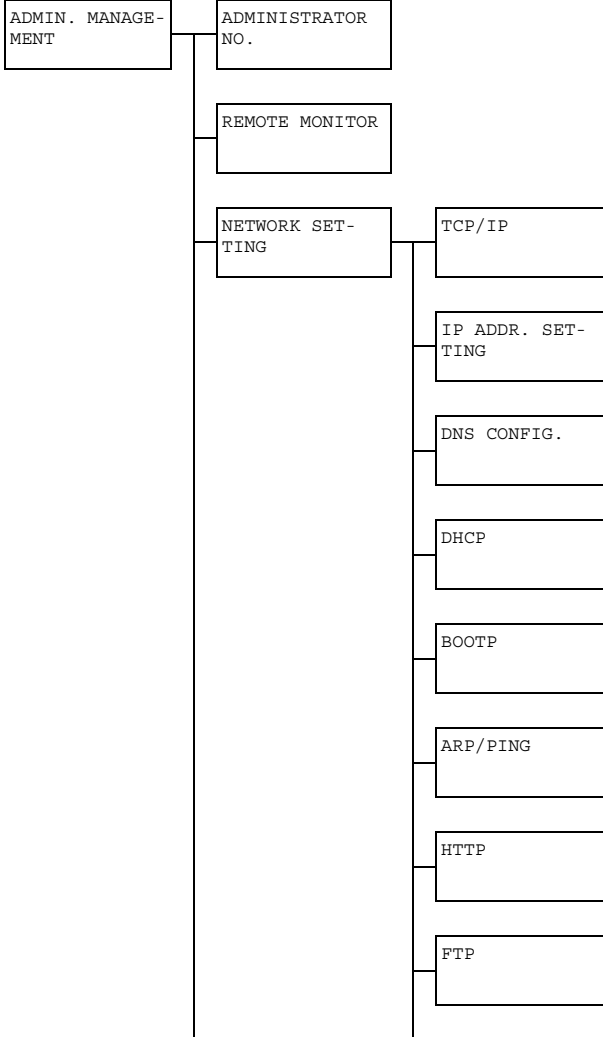 ADMIN. MANAGE-
MENT
ADMINISTRATOR
NO.
REMOTE MONITOR
NETWORK SET-
TING
TCP/IP
IP ADDR. SET-
TING
DNS CONFIG.
DHCP
BOOTP
ARP/PING
HTTP
FTP